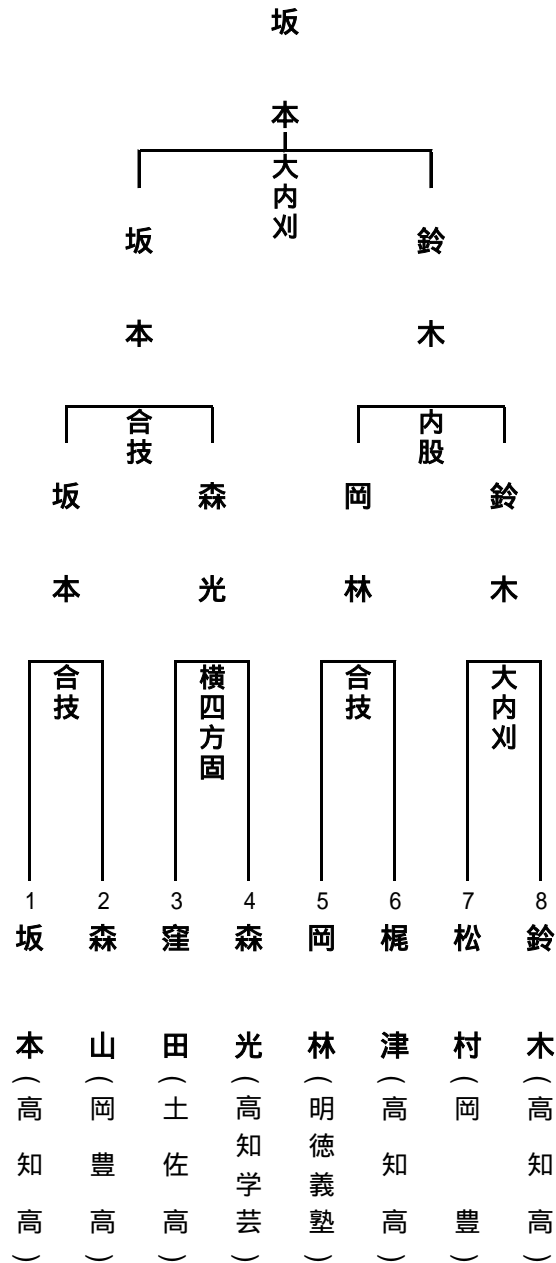 坂本
大内刈
坂本
鈴木
合技
内股
坂本
森光
岡林
鈴木
合技
横四方固
合技
大内刈
1
2
3
4
5
6
7
8
坂本(高知高)
森山(岡豊高)
窪田(土佐高)
森光(高知学芸)
岡林(明徳義塾)
梶津(高知高)
松村(岡豊)
鈴木(高知高)